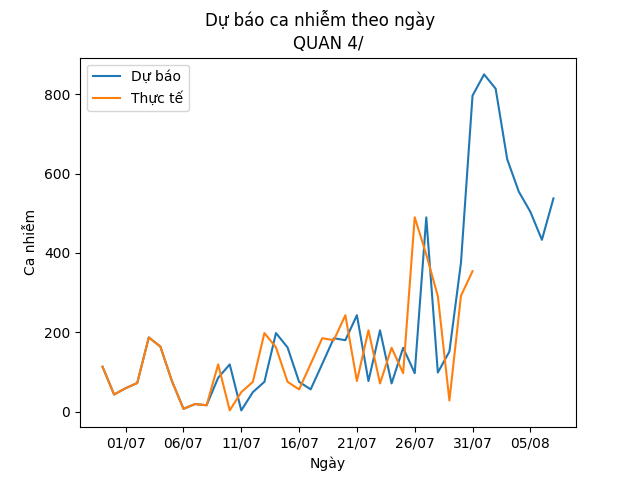 Dự báo ca nhiễm theo ngày
QUAN 4/
Dự báo
Thực tế
Ca nhiễm
800
600
400
200
0
01/07 06/07 11/07 16/07 21/07 26/07 31/07 05/08
Ngày